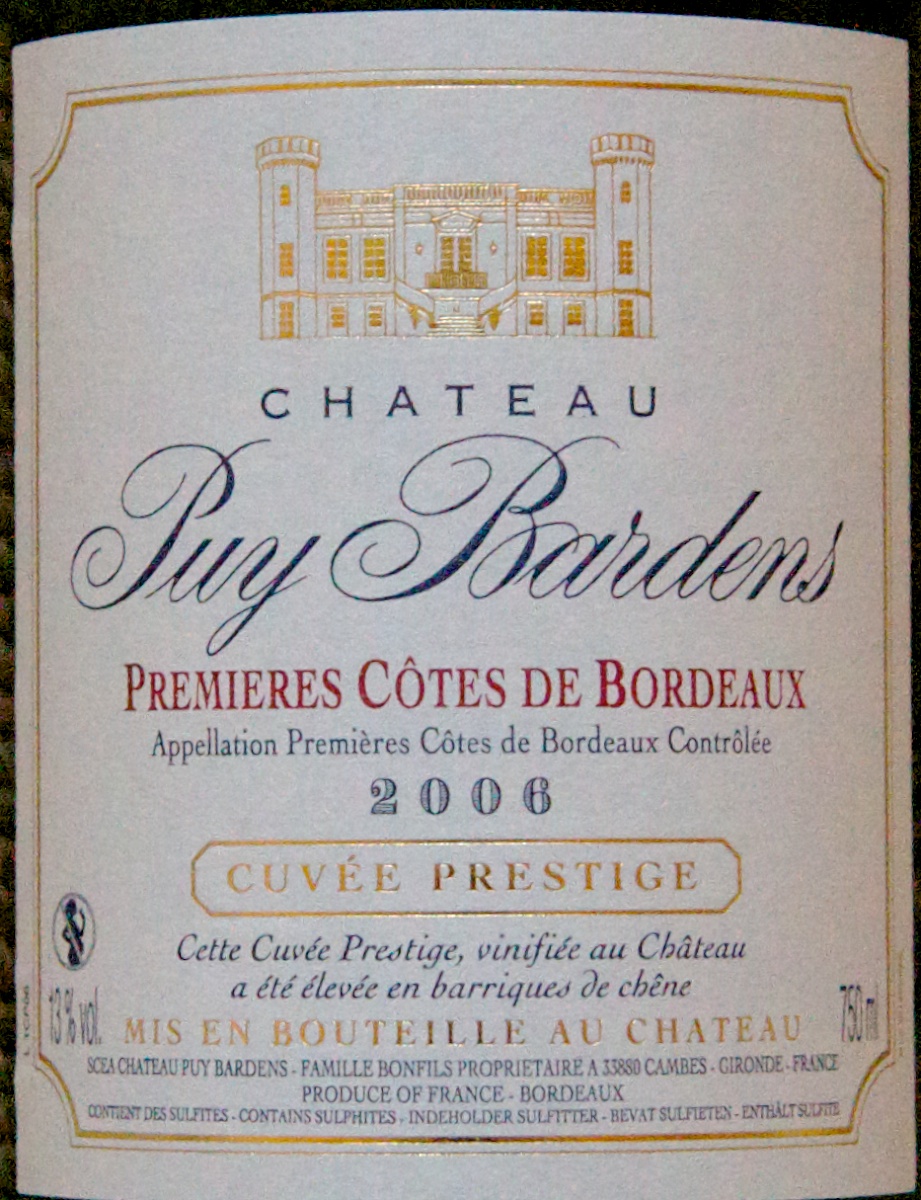 CHATEAU
Puy Bardens
PREMIERES CÔTES DE BORDEAUX
Appellation Premières Côtes de Bordeaux Contrôlée
2006
CUVÉE PRESTIGE
Cette Cuvée Prestige, vinifiée au Château
a été élevée en barriques de chêne
13 % vol.
MIS EN BOUTEILLE AU CHATEAU
750 ml
SCEA CHATEAU PUY BARDENS - FAMILLE BONFILS PROPRIETAIRE A 33880 CAMBES - GIRONDE - FRANCE
PRODUCE OF FRANCE - BORDEAUX
CONTIENT DES SULFITES - CONTAINS SULPHITES - INDEHOLDER SULFITTER - BEVAT SULFIETEN - ENTHÄLT SULFITE